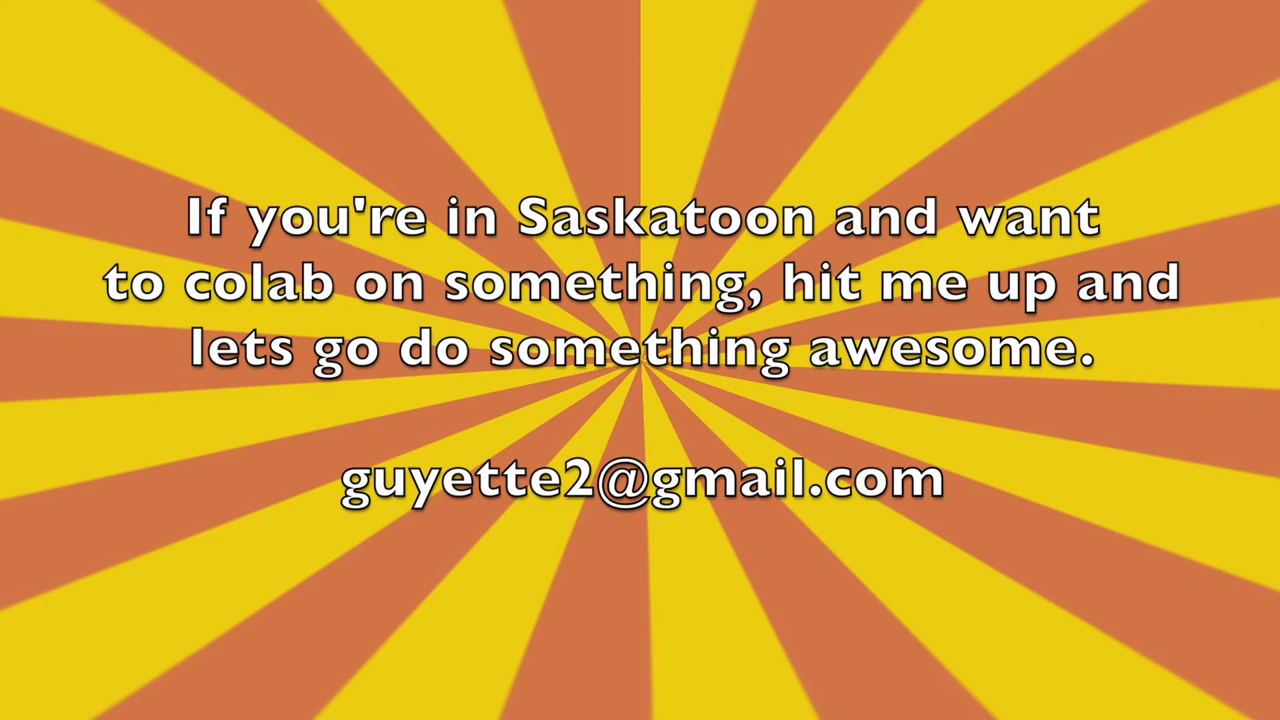 If you're in Saskatoon and want
to colab on something, hit me up and
lets go do something awesome.
guyette2@gmail.com